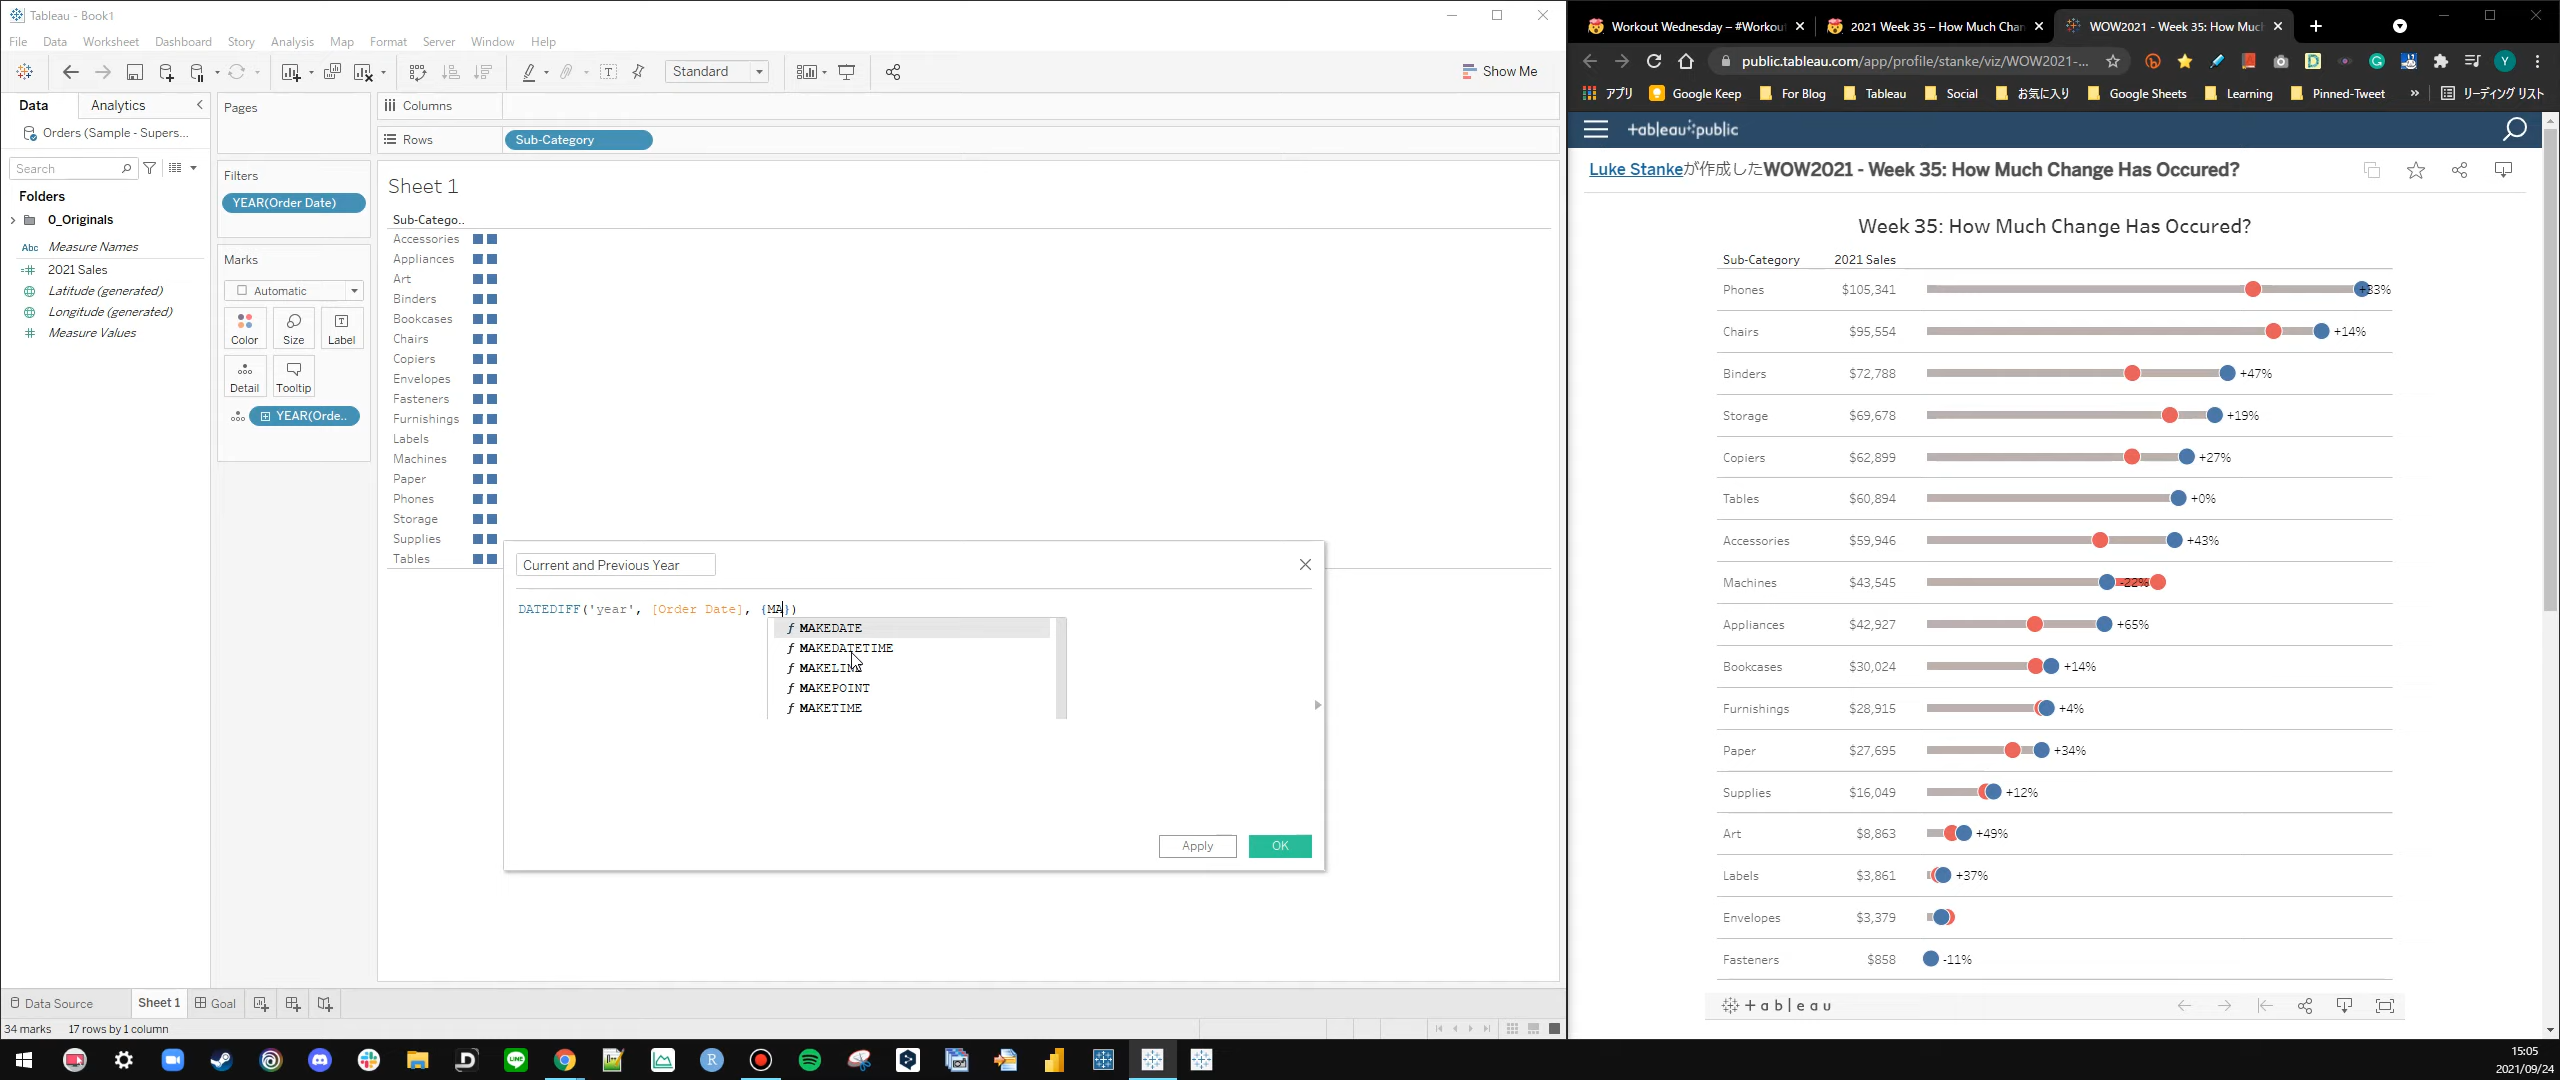 Tableau - Book1
File Data Worksheet Dashboard Story Analysis Map Format Server Window Help
Standard
Show Me
Data Analytics
Orders (Sample - Supers...
Search
Folders
0_Originals
Abc Measure Names
2021 Sales
Latitude (generated)
Longitude (generated)
Measure Values
Pages
Filters
YEAR(Order Date)
Marks
Automatic
Color Size Label
Detail Tooltip
YEAR(Orde..
Columns
Rows Sub-Category
Sheet 1
Sub-Catego..
Accessories
Appliances
Art
Binders
Bookcases
Chairs
Copiers
Envelopes
Fasteners
Furnishings
Labels
Machines
Paper
Phones
Storage
Supplies
Tables
Current and Previous Year
DATEDIFF('year', [Order Date], {MA})
MAKEDATE
MAKEDATETIME
MAKELINE
MAKEPOINT
MAKETIME
Apply OK
Data Source Sheet 1 Goal
34 marks 17 rows by 1 column
Workout Wednesday – #Workou
2021 Week 35 – How Much Chan
WOW2021 - Week 35: How Muc
public.tableau.com/app/profile/stanke/viz/WOW2021-...
Y
アプリ Google Keep For Blog Tableau Social お気に入り Google Sheets Learning Pinned-Tweet » リーディング リスト
+ableau public
Luke Stankeが作成したWOW2021 - Week 35: How Much Change Has Occured?
Week 35: How Much Change Has Occured?
Sub-Category 2021 Sales
Phones $105,341 +33%
Chairs $95,554 +14%
Binders $72,788 +47%
Storage $69,678 +19%
Copiers $62,899 +27%
Tables $60,894 +0%
Accessories $59,946 +43%
Machines $43,545 -22%
Appliances $42,927 +65%
Bookcases $30,024 +14%
Furnishings $28,915 +4%
Paper $27,695 +34%
Supplies $16,049 +12%
Art $8,863 +49%
Labels $3,861 +37%
Envelopes $3,379
Fasteners $858 -11%
+ a b l e a u
15:05
2021/09/24